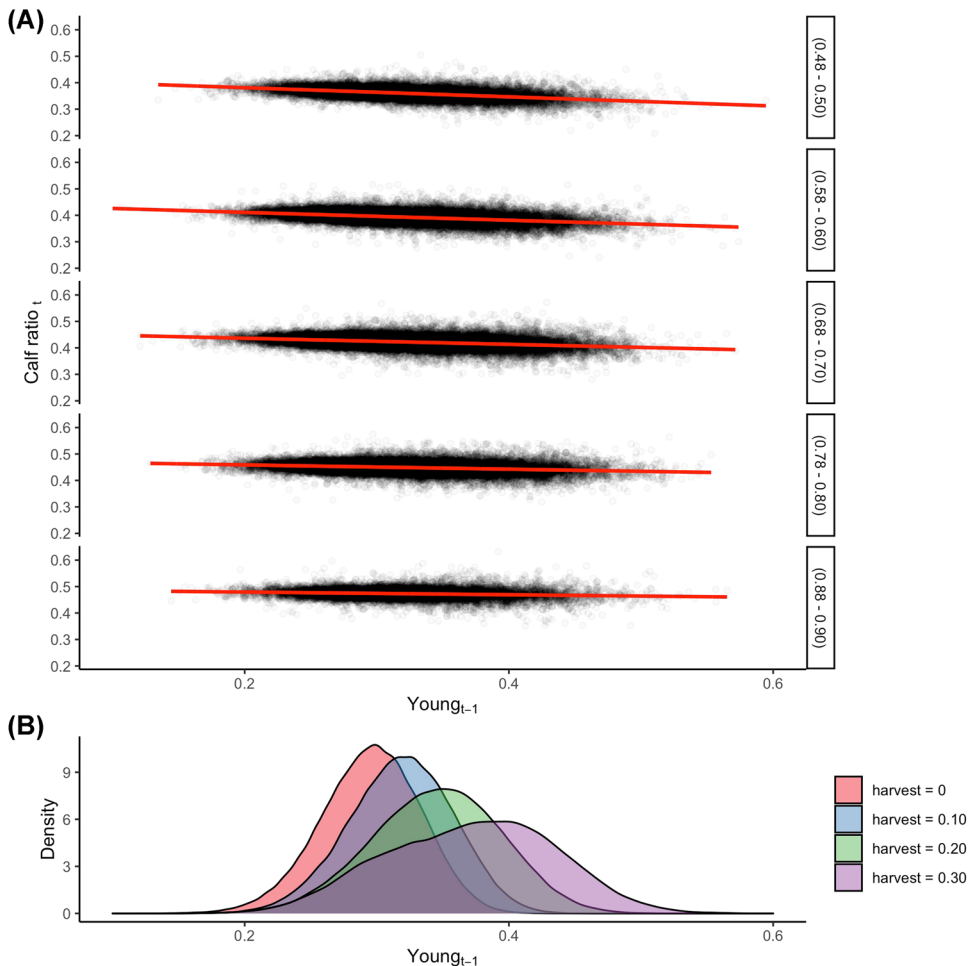 (A)
0.6
0.5
0.4
0.3
0.2
(0.48 - 0.50)
0.6
0.5
0.4
0.3
0.2
(0.58 - 0.60)
Calf ratio t
0.6
0.5
0.4
0.3
0.2
(0.68 - 0.70)
0.6
0.5
0.4
0.3
0.2
(0.78 - 0.80)
0.6
0.5
0.4
0.3
0.2
(0.88 - 0.90)
0.2 0.4 0.6
Young t−1
(B)
Density
9
6
3
0
harvest = 0
harvest = 0.10
harvest = 0.20
harvest = 0.30
0.2 0.4 0.6
Young t−1